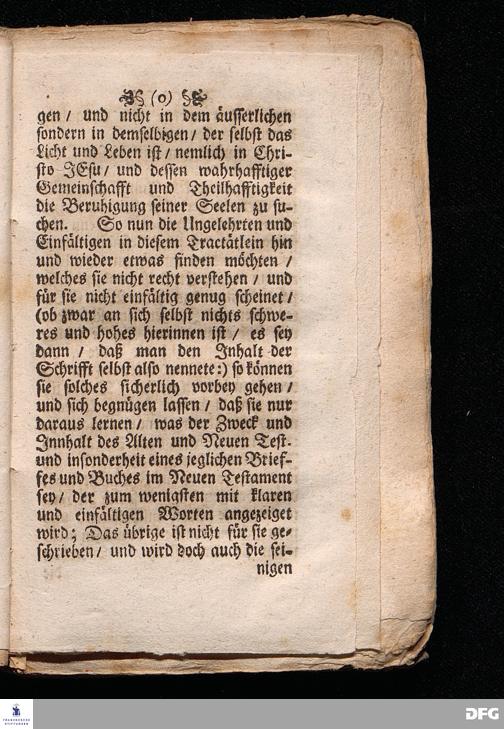 (o)
gen / und nicht in dem äusserlichen
sondern in demselbigen / der selbst das
Licht und Leben ist / nemlich in Chri-
sto JEsu / und dessen wahrhafftiger
Gemeinschafft und Theilhafftigkeit
die Beruhigung seiner Seelen zu su-
chen. So nun die Ungelehrten und
Einfältigen in diesem Tractätlein hin
und wieder etwas finden möchten /
welches sie nicht recht verstehen / und
für sie nicht einfältig genug scheinet /
(ob zwar an sich selbst nichts schwe-
res und hohes hierinnen ist / es sey
dann / daß man den Inhalt der
Schrifft selbst also nennete:) so können
sie solches sicherlich vorbey gehen /
und sich begnügen lassen / daß sie nur
daraus lernen / was der Zweck und
Innhalt des Alten und Neuen Test.
und insonderheit eines jeglichen Brief-
fes und Buches im Neuen Testament
sey / der zum wenigsten mit klaren
und einfältigen Worten angezeiget
wird; Das übrige ist nicht für sie ge-
schrieben / und wird doch auch die sei-
nigen
FRANCKESCHE
STIFTUNGEN
DFG